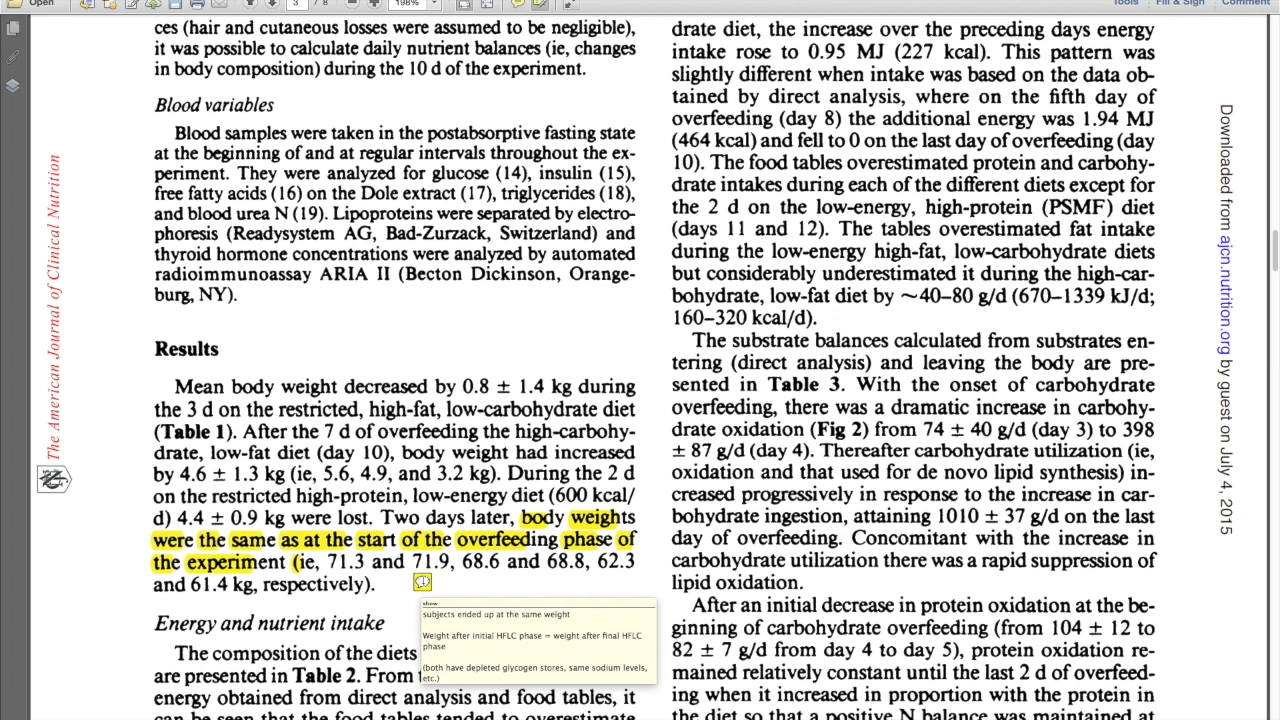 Open
3
/ 8
198%
Tools
Fill & Sign
Comment
ces (hair and cutaneous losses were assumed to be negligible),
it was possible to calculate daily nutrient balances (ie, changes
in body composition) during the 10 d of the experiment.
Blood variables
Blood samples were taken in the postabsorptive fasting state
at the beginning of and at regular intervals throughout the ex-
periment. They were analyzed for glucose (14), insulin (15),
free fatty acids (16) on the Dole extract (17), triglycerides (18),
and blood urea N (19). Lipoproteins were separated by electro-
phoresis (Readysystem AG, Bad-Zurzack, Switzerland) and
thyroid hormone concentrations were analyzed by automated
radioimmunoassay ARIA II (Becton Dickinson, Orange-
burg, NY).
Results
Mean body weight decreased by 0.8 ± 1.4 kg during
the 3 d on the restricted, high-fat, low-carbohydrate diet
(Table 1). After the 7 d of overfeeding the high-carbohy-
drate, low-fat diet (day 10), body weight had increased
by 4.6 ± 1.3 kg (ie, 5.6, 4.9, and 3.2 kg). During the 2 d
on the restricted high-protein, low-energy diet (600 kcal/
d) 4.4 ± 0.9 kg were lost. Two days later, body weights
were the same as at the start of the overfeeding phase of
the experiment (ie, 71.3 and 71.9, 68.6 and 68.8, 62.3
and 61.4 kg, respectively).
Energy and nutrient intake
The composition of the diets
are presented in Table 2. From
energy obtained from direct analysis and food tables, it
can be seen that the food tables tended to overestimate
show
subjects ended up at the same weight
Weight after initial HFLC phase = weight after final HFLC
phase
(both have depleted glycogen stores, same sodium levels,
etc.)
drate diet, the increase over the preceding days energy
intake rose to 0.95 MJ (227 kcal). This pattern was
slightly different when intake was based on the data ob-
tained by direct analysis, where on the fifth day of
overfeeding (day 8) the additional energy was 1.94 MJ
(464 kcal) and fell to 0 on the last day of overfeeding (day
10). The food tables overestimated protein and carbohy-
drate intakes during each of the different diets except for
the 2 d on the low-energy, high-protein (PSMF) diet
(days 11 and 12). The tables overestimated fat intake
during the low-energy high-fat, low-carbohydrate diets
but considerably underestimated it during the high-car-
bohydrate, low-fat diet by ~40–80 g/d (670–1339 kJ/d;
160–320 kcal/d).
The substrate balances calculated from substrates en-
tering (direct analysis) and leaving the body are pre-
sented in Table 3. With the onset of carbohydrate
overfeeding, there was a dramatic increase in carbohy-
drate oxidation (Fig 2) from 74 ± 40 g/d (day 3) to 398
± 87 g/d (day 4). Thereafter carbohydrate utilization (ie,
oxidation and that used for de novo lipid synthesis) in-
creased progressively in response to the increase in car-
bohydrate ingestion, attaining 1010 ± 37 g/d on the last
day of overfeeding. Concomitant with the increase in
carbohydrate utilization there was a rapid suppression of
lipid oxidation.
After an initial decrease in protein oxidation at the be-
ginning of carbohydrate overfeeding (from 104 ± 12 to
82 ± 7 g/d from day 4 to day 5), protein oxidation re-
mained relatively constant until the last 2 d of overfeed-
ing when it increased in proportion with the protein in
the diet so that a positive N balance was maintained at
The American Journal of Clinical Nutrition
Downloaded from ajcn.nutrition.org by guest on July 4, 2015